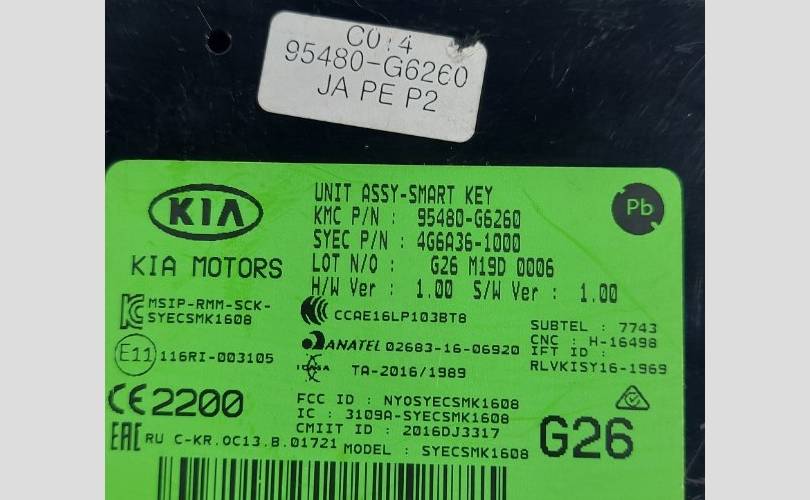 C0:4
95480-G6260
JA PE P2
KIA
KIA MOTORS
UNIT ASSY-SMART KEY
KMC P/N : 95480-G6260
SYEC P/N : 4G6A36-1000
LOT N/O : G26 M19D 0006
H/W Ver : 1.00 S/W Ver : 1.00
Pb
MSIP-RMM-SCK-
SYECSMK1608
E11 116RI-003105
CE 2200
EAC RU C-KR.OC13.B.01721
CCAE16LP103BT8
ANATEL 02683-16-06920
ICASA TA-2016/1989
FCC ID : NYOSYECSMK1608
IC : 3109A-SYECSMK1608
CMIIT ID : 2016DJ3317
MODEL : SYECSMK1608
SUBTEL : 7743
CNC : H-16498
IFT ID :
RLVKISY16-1969
G26